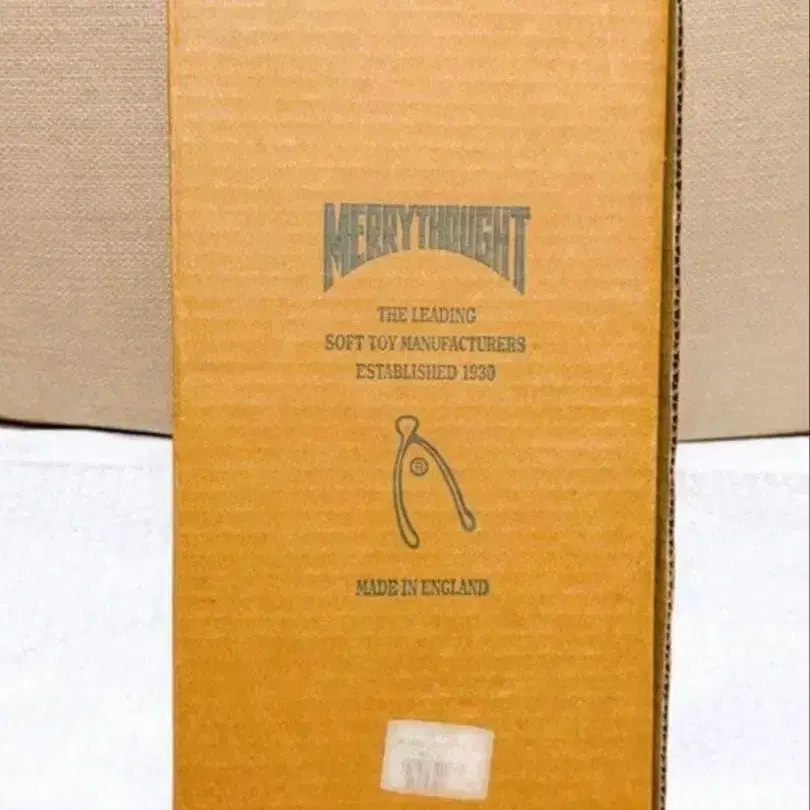 MERRYTHOUGHT
THE LEADING
SOFT TOY MANUFACTURERS
ESTABLISHED 1930
®
MADE IN ENGLAND